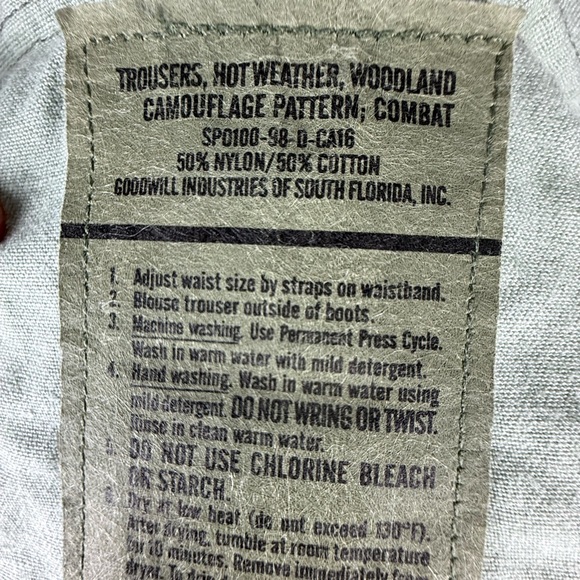 TROUSERS, HOT WEATHER, WOODLAND
CAMOUFLAGE PATTERN; COMBAT
SPO100-98-D-CA16
50% NYLON/50% COTTON
GOODWILL INDUSTRIES OF SOUTH FLORIDA, INC.
1. Adjust waist size by straps on waistband.
2. Blouse trouser outside of boots.
3. Machine washing. Use Permanent Press Cycle.
Wash in warm water with mild detergent.
4. Hand washing. Wash in warm water using
mild detergent. DO NOT WRING OR TWIST.
Rinse in clean warm water.
5. DO NOT USE CHLORINE BLEACH
OR STARCH.
6. Dry at low heat (do not exceed 130°F).
After drying, tumble at room temperature
for 10 minutes. Remove immediately from
dryer. To